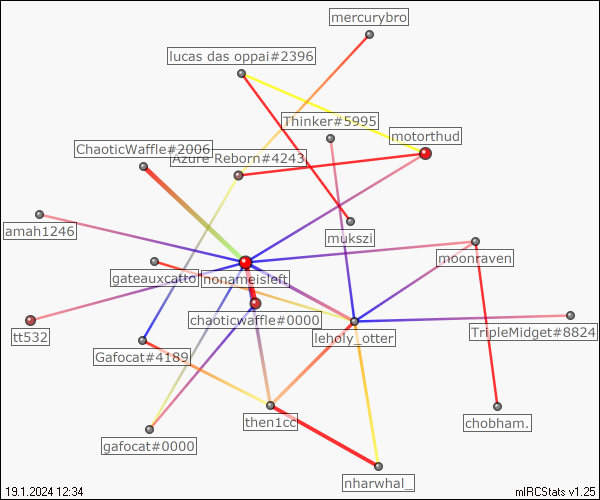 mercurybro
lucas das oppai#2396
Thinker#5995
motorthud
ChaoticWaffle#2006
Azure Reborn#4243
amah1246
mukszi
moonraven
gateauxcatto
nonameisleft
chaoticwaffle#0000
TripleMidget#8824
tt532
leholy_otter
Gafocat#4189
then1cc
chobham.
gafocat#0000
nharwhal_
19.1.2024 12:34
mIRCStats v1.25